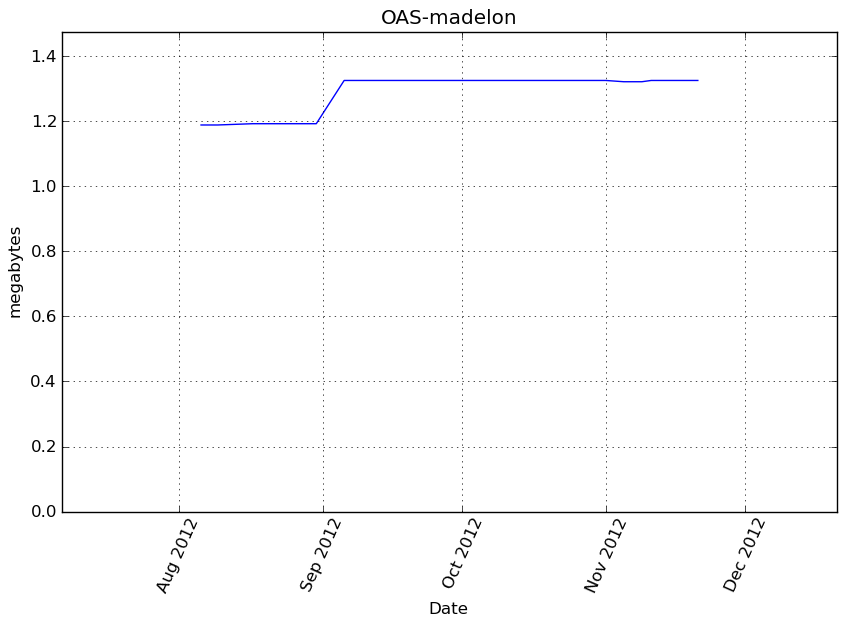 OAS-madelon
1.4
1.2
1.0
0.8
0.6
0.4
0.2
0.0
megabytes
Aug 2012
Sep 2012
Oct 2012
Nov 2012
Dec 2012
Date